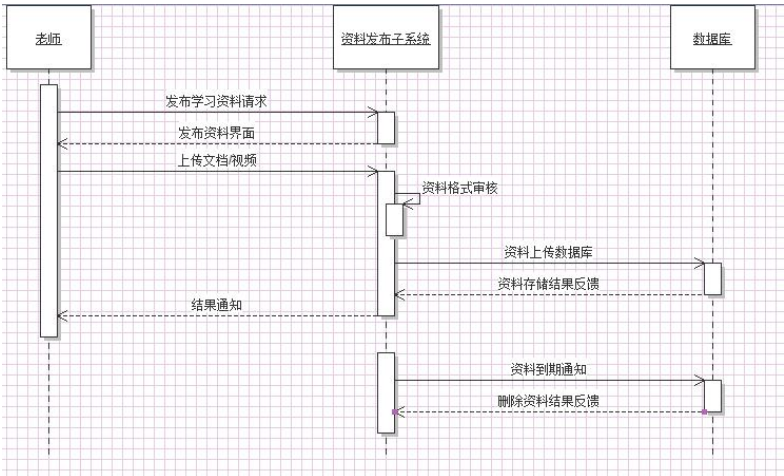 老师
资料发布子系统
数据库
发布学习资料请求
发布资料界面
上传文档/视频
资料格式审核
资料上传数据库
资料存储结果反馈
结果通知
资料到期通知
删除资料结果反馈